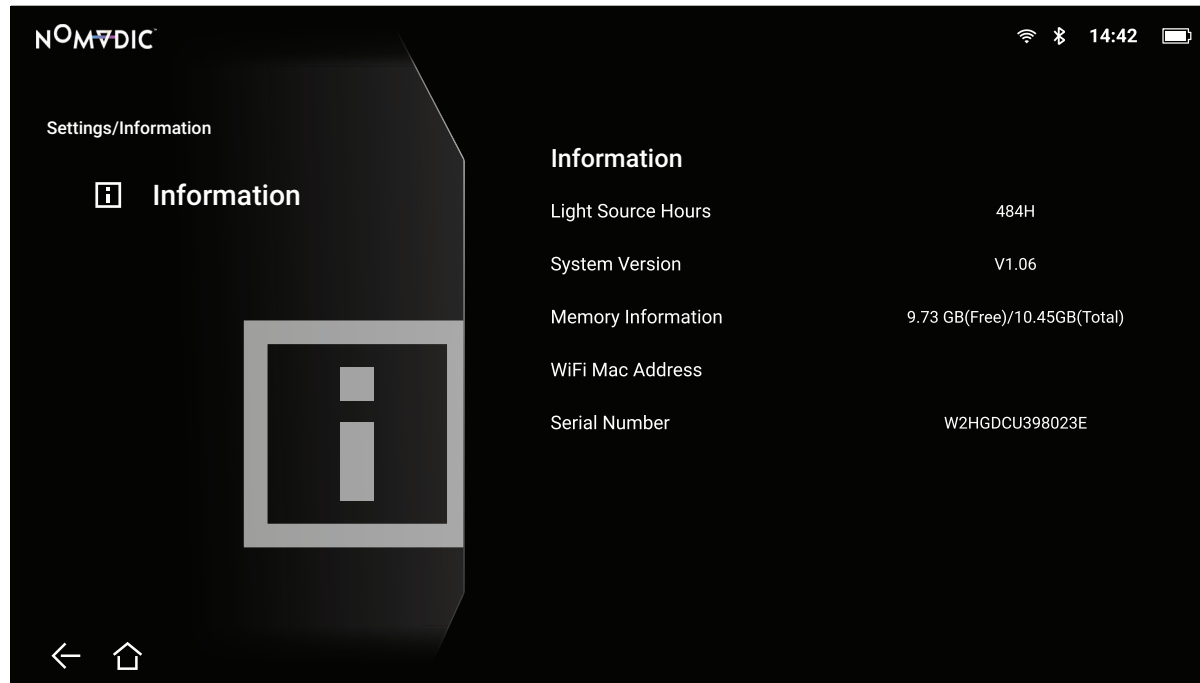 NOMADIC
14:42
Settings/Information
Information
Information
Light Source Hours 484H
System Version V1.06
Memory Information 9.73 GB(Free)/10.45GB(Total)
WiFi Mac Address
Serial Number W2HGDCU398023E